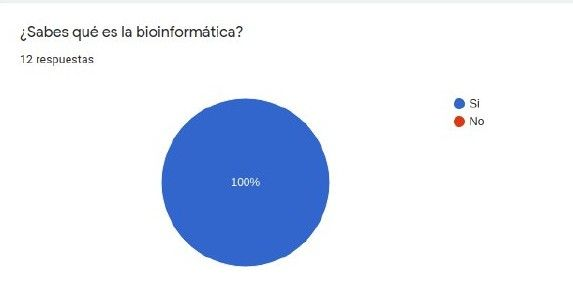 ¿Sabes qué es la bioinformática?
12 respuestas
Si
No
100%